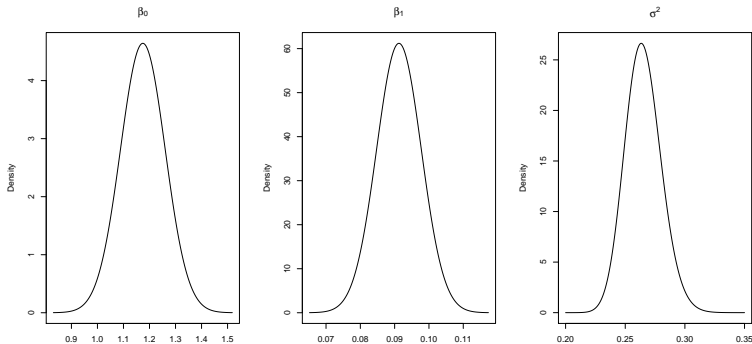 β₀
Density
0 1 2 3 4
0.9 1.0 1.1 1.2 1.3 1.4 1.5
β₁
Density
0 10 20 30 40 50 60
0.07 0.08 0.09 0.10 0.11
σ²
Density
0 5 10 15 20 25
0.20 0.25 0.30 0.35